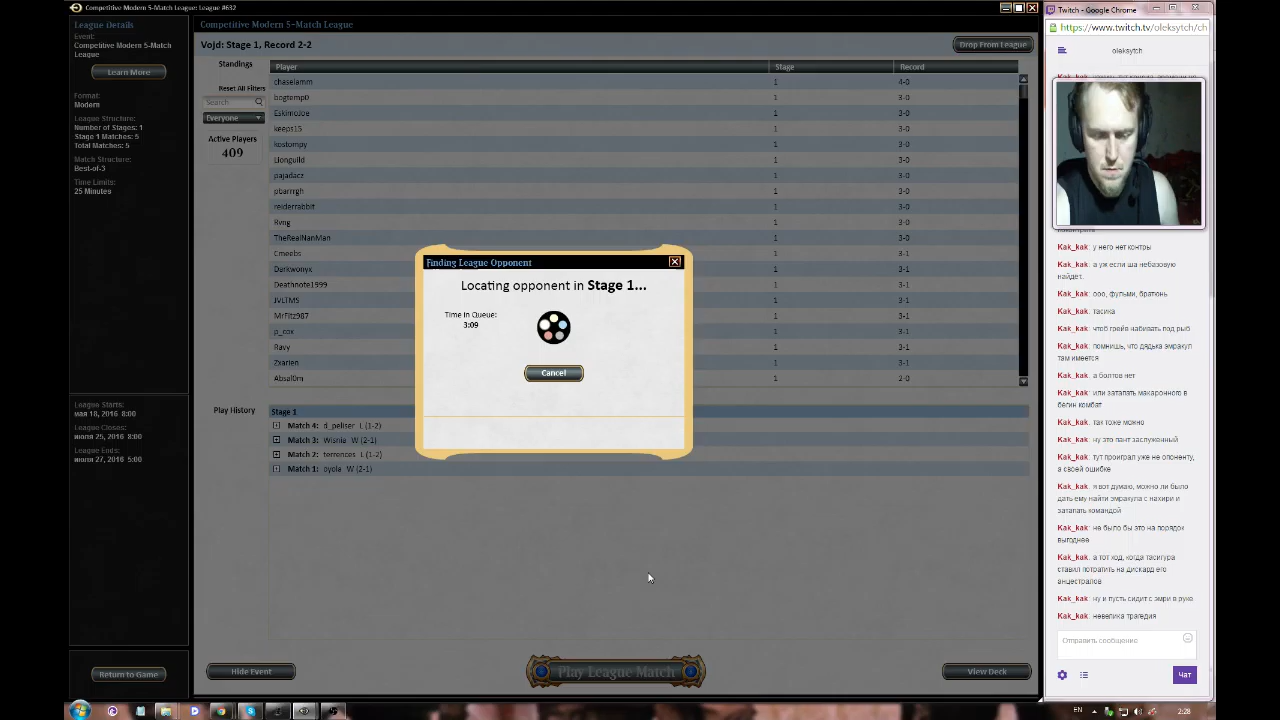 Competitive Modern 5-Match League: League #632
League Details
Event:
Competitive Modern 5-Match
League
Learn More
Format:
Modern
League Structure:
Number of Stages: 1
Stage 1 Matches: 5
Total Matches: 5
Match Structure:
Best-of-3
Time Limits:
25 Minutes
League Starts:
мая 18, 2016 8:00
League Closes:
июля 25, 2016 8:00
League Ends:
июля 27, 2016 5:00
Return to Game
Competitive Modern 5-Match League
Vojd: Stage 1, Record 2-2
Drop From League
Standings
Reset All Filters
Search
Everyone
Active Players
409
Player Stage Record
chaselamm 1 4-0
bogtemp0 1 3-0
EskimoJoe 1 3-0
keeps15 1 3-0
kostompy 1 3-0
Lionguild 1 3-0
pajadacz 1 3-0
pbarrrgh 1 3-0
reiderrabbit 1 3-0
Rvng 1 3-0
TheRealNanMan 1 3-0
Cmeebs 1 3-1
Darkwonyx 1 3-1
Deathnote1999 1 3-1
JVLTMS 1 3-1
MrFitz987 1 3-1
p_cox 1 3-1
Ravy 1 3-1
Zxarien 1 3-1
Absal0m 1 2-0
Finding League Opponent
Locating opponent in Stage 1...
Time in Queue:
3:09
Cancel
Play History
Stage 1
Match 4: d_peliser L (1-2)
Match 3: Wisnia W (2-1)
Match 2: terrences L (1-2)
Match 1: oyola W (2-1)
Hide Event
Play League Match
View Deck
Twitch - Google Chrome
https://www.twitch.tv/oleksytch/ch
oleksytch
Kak_kak: у него нет контры
Kak_kak: а уж если ша небазовую
найдет.
Kak_kak: ооо, фульми, братюнь
Kak_kak: тасика
Kak_kak: чтоб грейв набивать под рыб
Kak_kak: помнишь, что дядька эмракул
там имеется
Kak_kak: а болтов нет
Kak_kak: или затапать макаронного в
бегин комбат
Kak_kak: так тоже можно
Kak_kak: ну это пант заслуженный
Kak_kak: тут проиграл уже не опоненту,
а своей ошибке
Kak_kak: я вот думаю, можно ли было
дать ему найти эмракула с нахири и
затапать командой
Kak_kak: не было бы это на порядок
выгоднее
Kak_kak: а тот ход, когда тасигура
ставил потратить на дискард его
анцестралов
Kak_kak: ну и пусть сидит с эмри в руке
Kak_kak: невелика трагедия
Отправить сообщение
Чат
EN
2:28